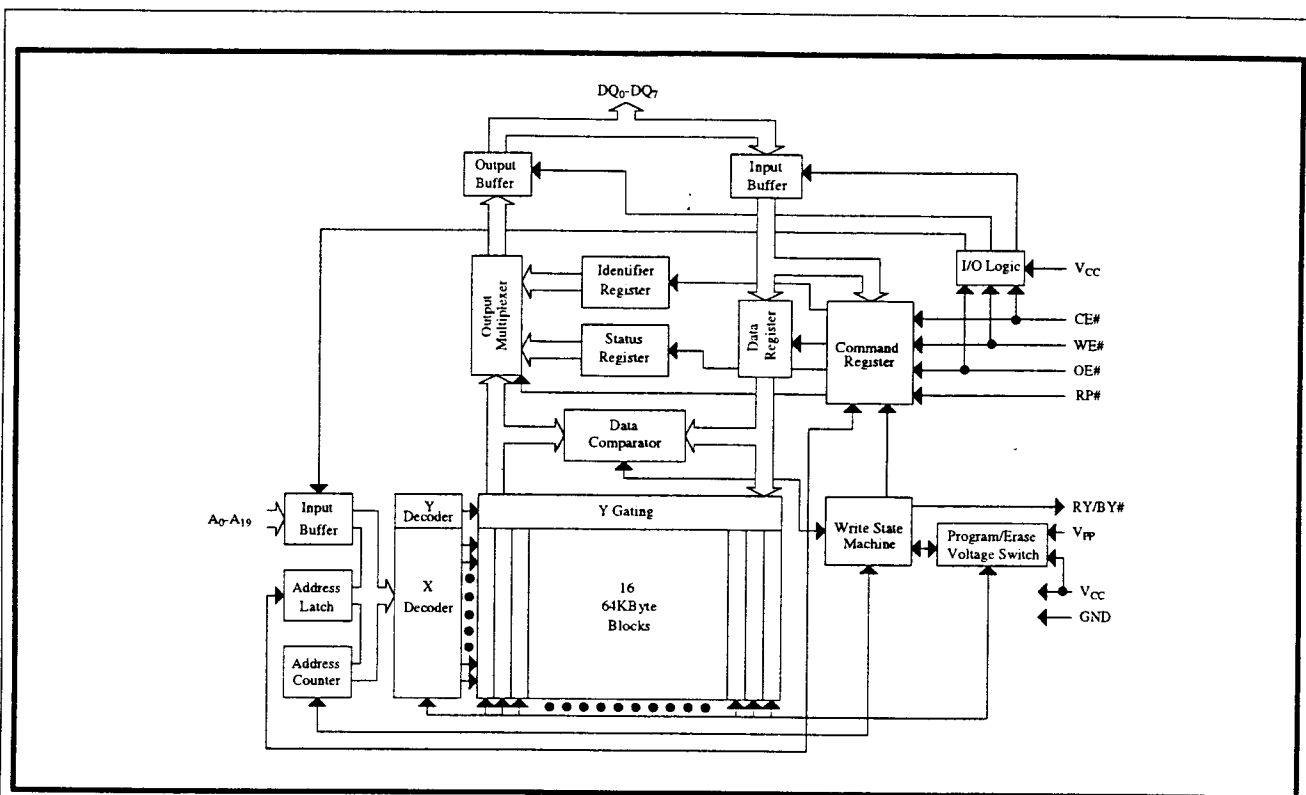 DQ0-DQ7
Output
Buffer
Input
Buffer
I/O Logic
VCC
Output
Multiplexer
Identifier
Register
Status
Register
Data
Register
Command
Register
CE#
WE#
OE#
RP#
Data
Comparator
A0-A19
Input
Buffer
Y
Decoder
Y Gating
Write State
Machine
RY/BY#
Program/Erase
Voltage Switch
VPP
VCC
GND
Address
Latch
X
Decoder
16
64KByte
Blocks
Address
Counter